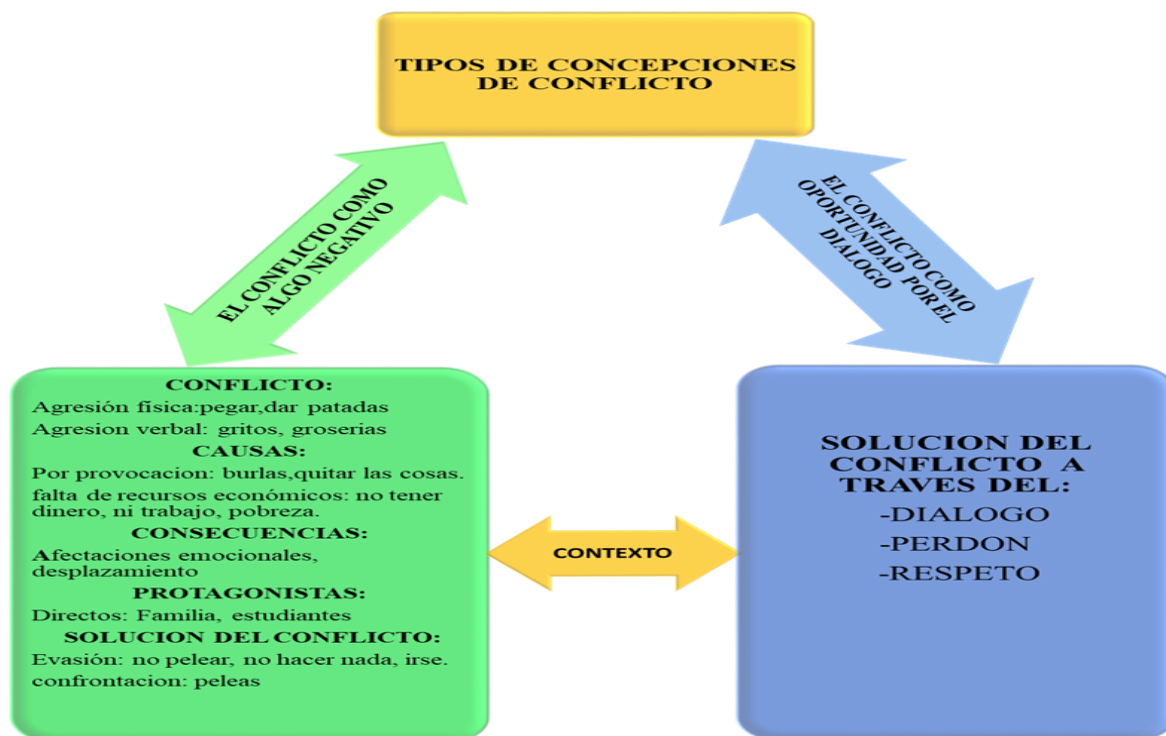 TIPOS DE CONCEPCIONES
DE CONFLICTO
EL CONFLICTO COMO
ALGO NEGATIVO
EL CONFLICTO COMO
OPORTUNIDAD POR EL
DIALOGO
CONFLICTO:
Agresión física:pegar,dar patadas
Agresion verbal: gritos, groserias
CAUSAS:
Por provocacion: burlas,quitar las cosas.
falta de recursos económicos: no tener
dinero, ni trabajo, pobreza.
CONSECUENCIAS:
Afectaciones emocionales,
desplazamiento
PROTAGONISTAS:
Directos: Familia, estudiantes
SOLUCION DEL CONFLICTO:
Evasión: no pelear, no hacer nada, irse.
confrontacion: peleas
CONTEXTO
SOLUCION DEL
CONFLICTO A
TRAVES DEL:
-DIALOGO
-PERDON
-RESPETO